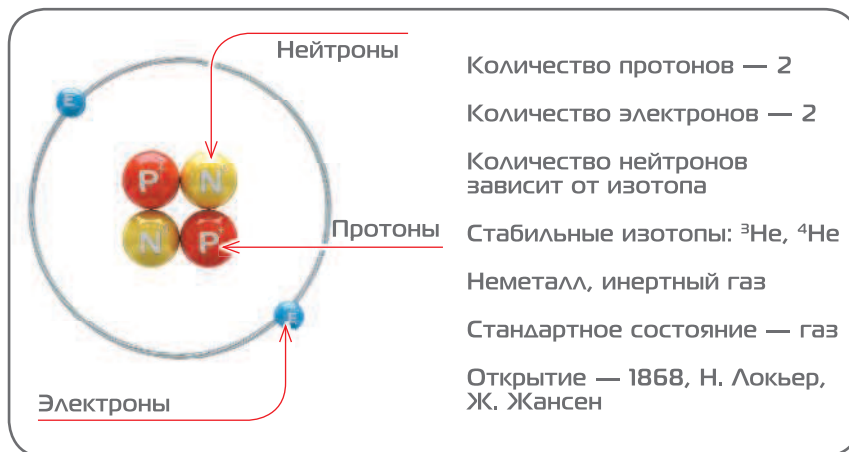 Нейтроны
E
P+
N
N
P+
Протоны
E
Электроны
Количество протонов — 2
Количество электронов — 2
Количество нейтронов
зависит от изотопа
Стабильные изотопы: ³He, ⁴He
Неметалл, инертный газ
Стандартное состояние — газ
Открытие — 1868, Н. Локьер,
Ж. Жансен